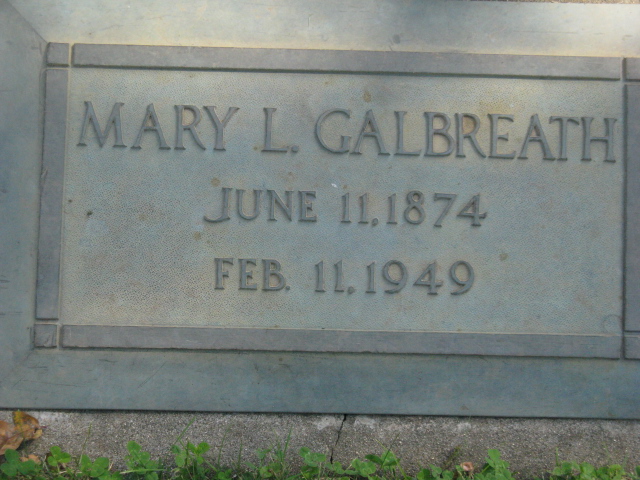 MARY L. GALBREATH
JUNE 11, 1874
FEB. 11, 1949